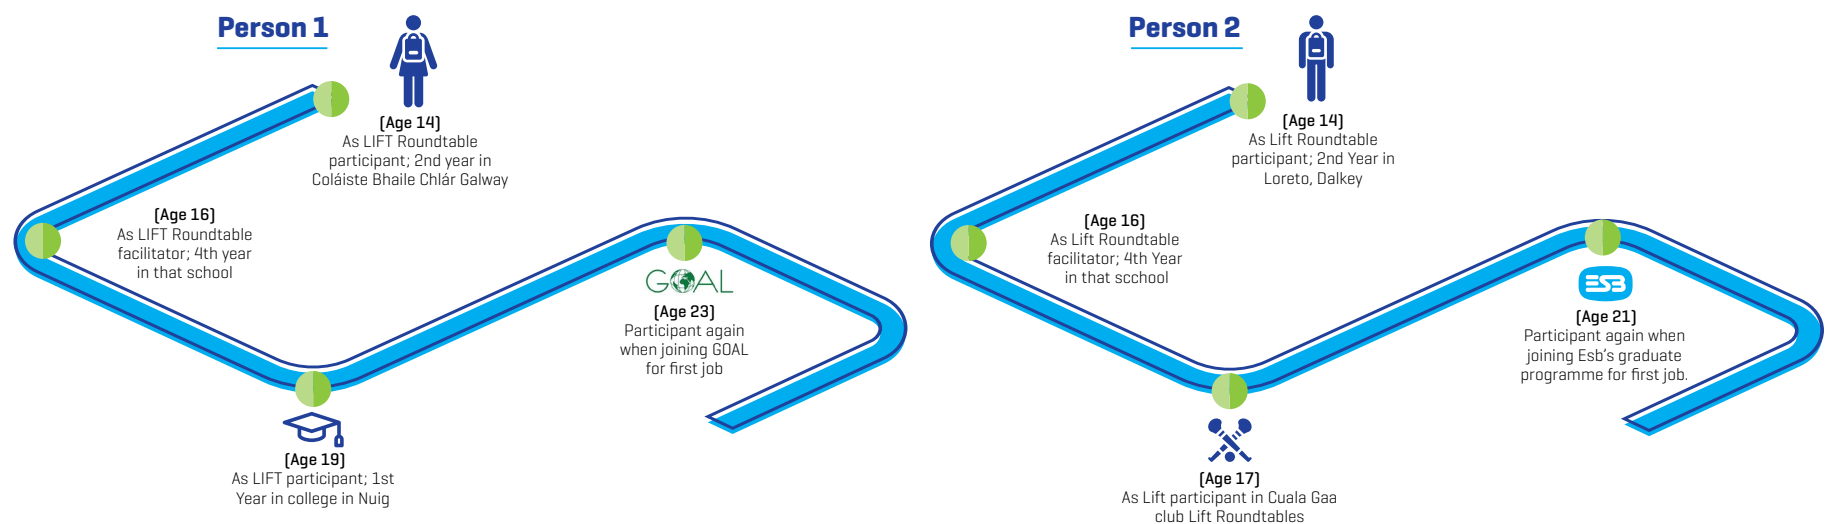 Person 1
(Age 14)
As LIFT Roundtable
participant; 2nd year in
Coláiste Bhaile Chlár Galway
(Age 16)
As LIFT Roundtable
facilitator; 4th year
in that school
GOAL
(Age 23)
Participant again
when joining GOAL
for first job
(Age 19)
As LIFT participant; 1st
Year in college in Nuig
Person 2
(Age 14)
As Lift Roundtable
participant; 2nd Year in
Loreto, Dalkey
(Age 16)
As Lift Roundtable
facilitator; 4th Year
in that scchool
ESB
(Age 21)
Participant again when
joining Esb's graduate
programme for first job.
(Age 17)
As Lift participant in Cuala Gaa
club Lift Roundtables